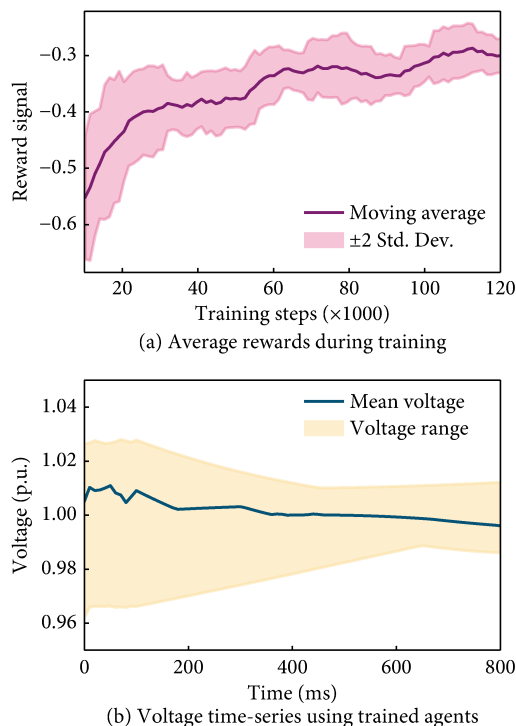 −0.3
−0.4
−0.5
−0.6
Reward signal
Moving average
±2 Std. Dev.
20 40 60 80 100 120
Training steps (×1000)
(a) Average rewards during training
1.04
1.02
1.00
0.98
0.96
Voltage (p.u.)
Mean voltage
Voltage range
0 200 400 600 800
Time (ms)
(b) Voltage time-series using trained agents